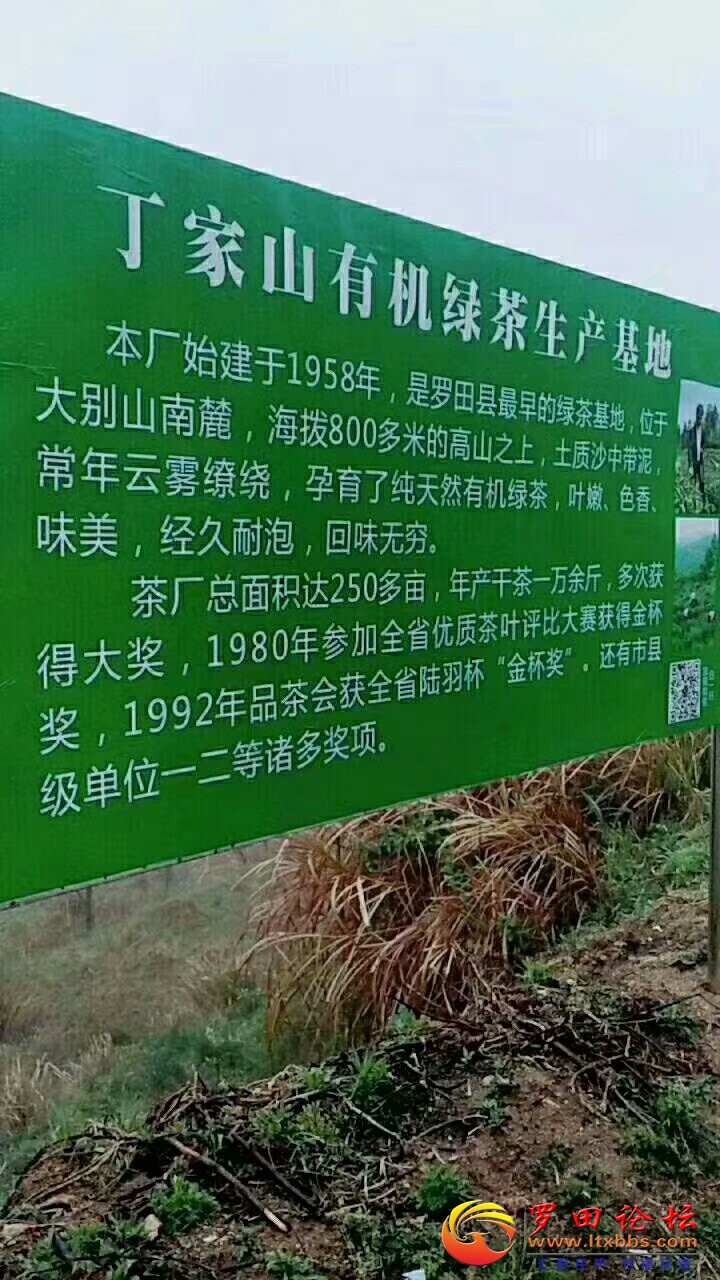 丁家山有机绿茶生产基地
本厂始建于1958年，是罗田县最早的绿茶基地，位于
大别山南麓，海拨800多米的高山之上，土质沙中带泥，
常年云雾缭绕，孕育了纯天然有机绿茶，叶嫩、色香、
味美，经久耐泡，回味无穷。
茶厂总面积达250多亩，年产干茶一万余斤，多次获
得大奖，1980年参加全省优质茶叶评比大赛获得金杯
奖，1992年品茶会获全省陆羽杯“金杯奖”。还有市县
级单位一二等诸多奖项。
罗田论坛
www.ltxbbs.com